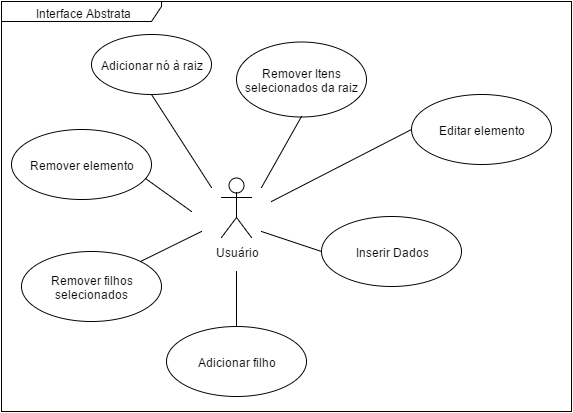 Interface Abstrata
Adicionar nó à raiz
Remover Itens
selecionados da raiz
Editar elemento
Remover elemento
Usuário
Inserir Dados
Remover filhos
selecionados
Adicionar filho